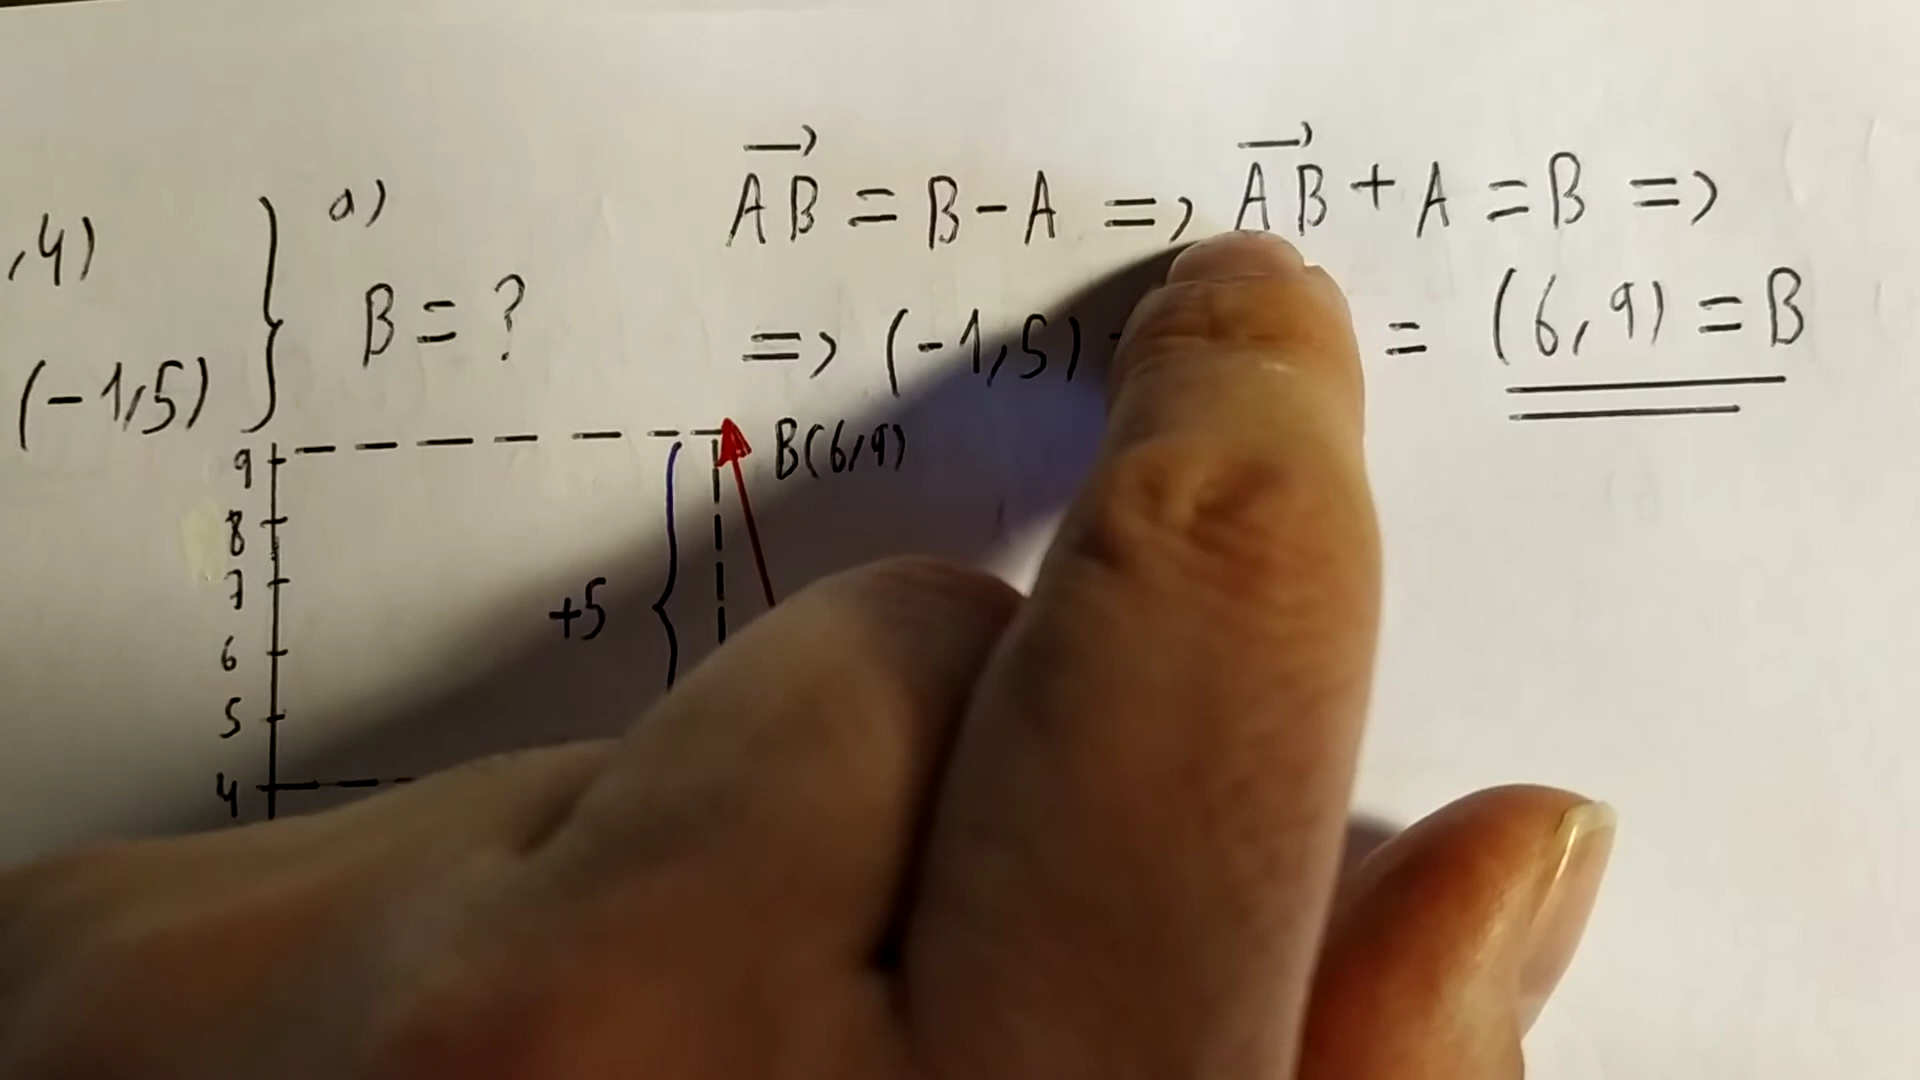 a)
AB = B - A => AB + A = B =>
,4)
B = ?
=> (-1,5) = (6,9) = B
(-1,5)
B(6,9)
9
8
7
+5
6
5
4